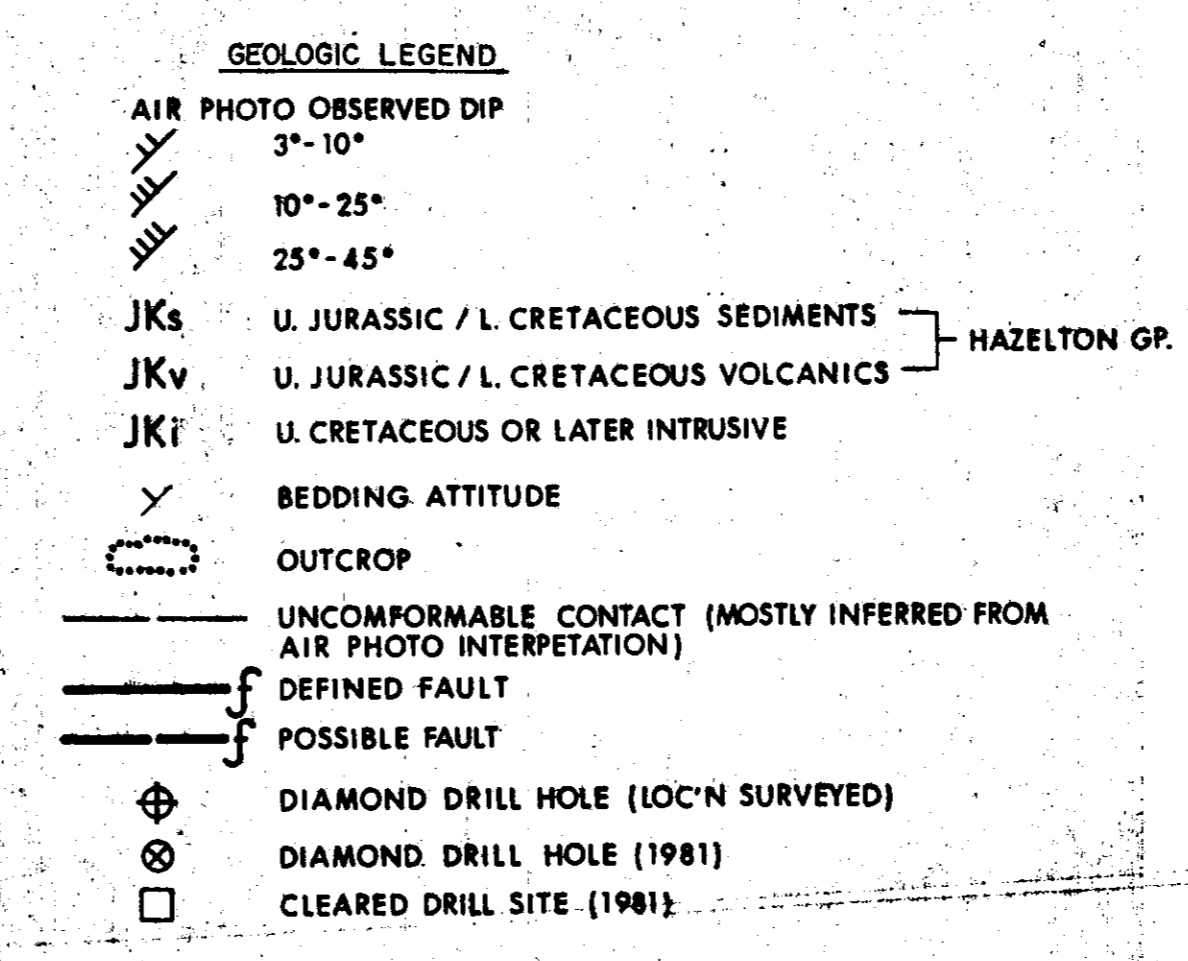 GEOLOGIC LEGEND
AIR PHOTO OBSERVED DIP
3°-10°
10°-25°
25°-45°
JKs U. JURASSIC / L. CRETACEOUS SEDIMENTS
HAZELTON GP.
JKv U. JURASSIC / L. CRETACEOUS VOLCANICS
JKi U. CRETACEOUS OR LATER INTRUSIVE
BEDDING ATTITUDE
OUTCROP
UNCOMFORMABLE CONTACT (MOSTLY INFERRED FROM
AIR PHOTO INTERPETATION)
f DEFINED FAULT
f POSSIBLE FAULT
DIAMOND DRILL HOLE (LOC'N SURVEYED)
DIAMOND DRILL HOLE (1981)
CLEARED DRILL SITE (1981)